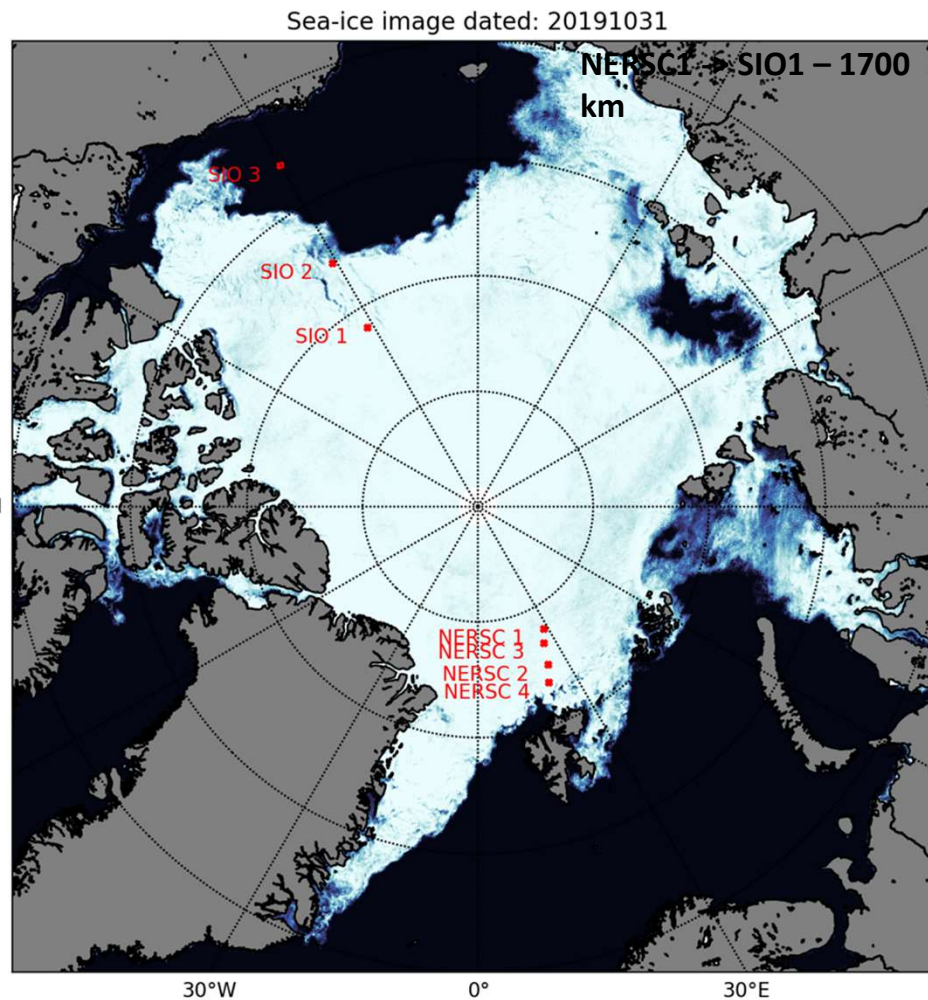 Sea-ice image dated: 20191031
NERSC1 -> SIO1 – 1700
km
SIO 3
SIO 2
SIO 1
NERSC 1
NERSC 3
NERSC 2
NERSC 4
30°W
0°
30°E